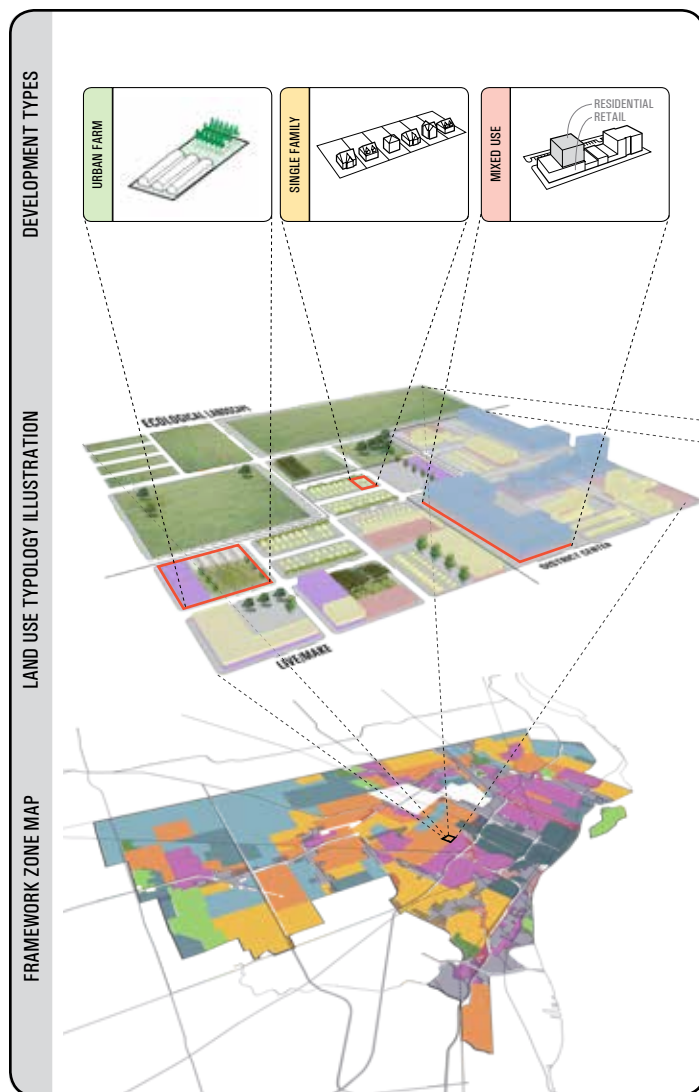 DEVELOPMENT TYPES
URBAN FARM
SINGLE FAMILY
MIXED USE
RESIDENTIAL
RETAIL
LAND USE TYPOLOGY ILLUSTRATION
ECOLOGICAL LANDSCAPE
DISTRICT CENTER
LIVE/MAKE
FRAMEWORK ZONE MAP